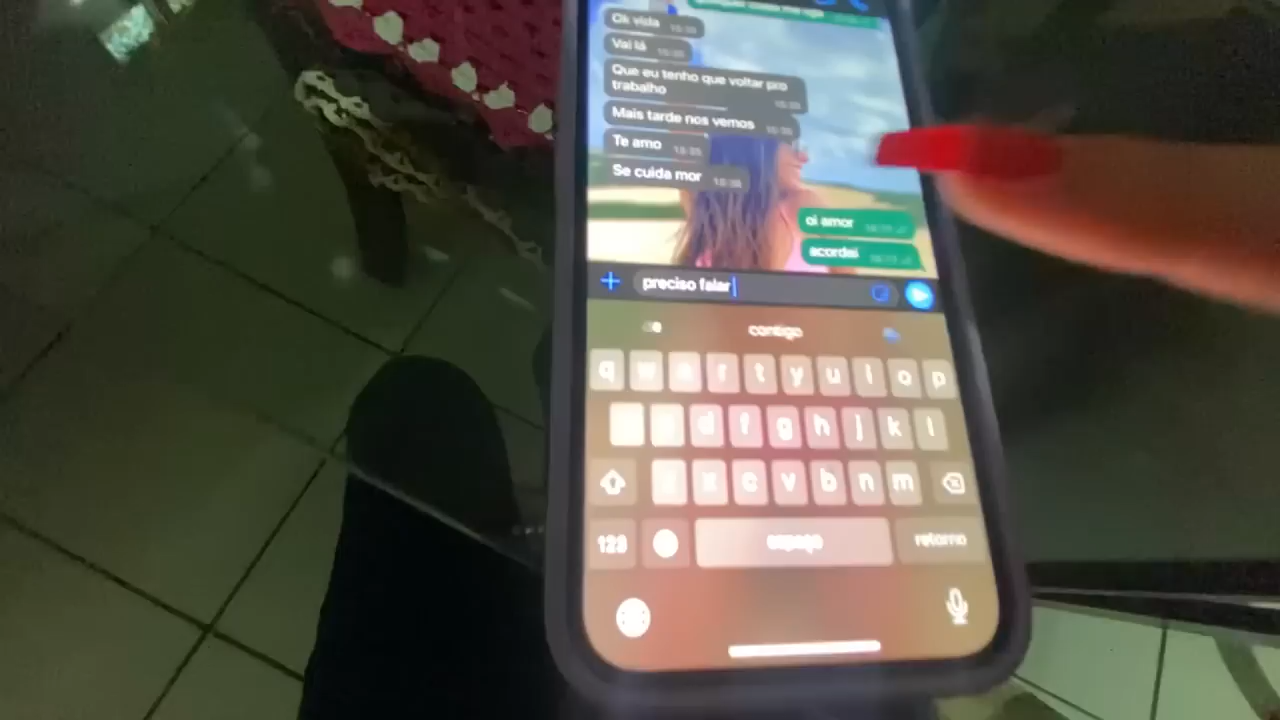 Ok vida
Vai lá
Que eu tenho que voltar pro
trabalho
Mais tarde nos vemos
Te amo
Se cuida mor
oi amor
acordei
preciso falar
contigo
q w e r t y u i o p
d f g h j k l
x c v b n m
123
espaço
retorno